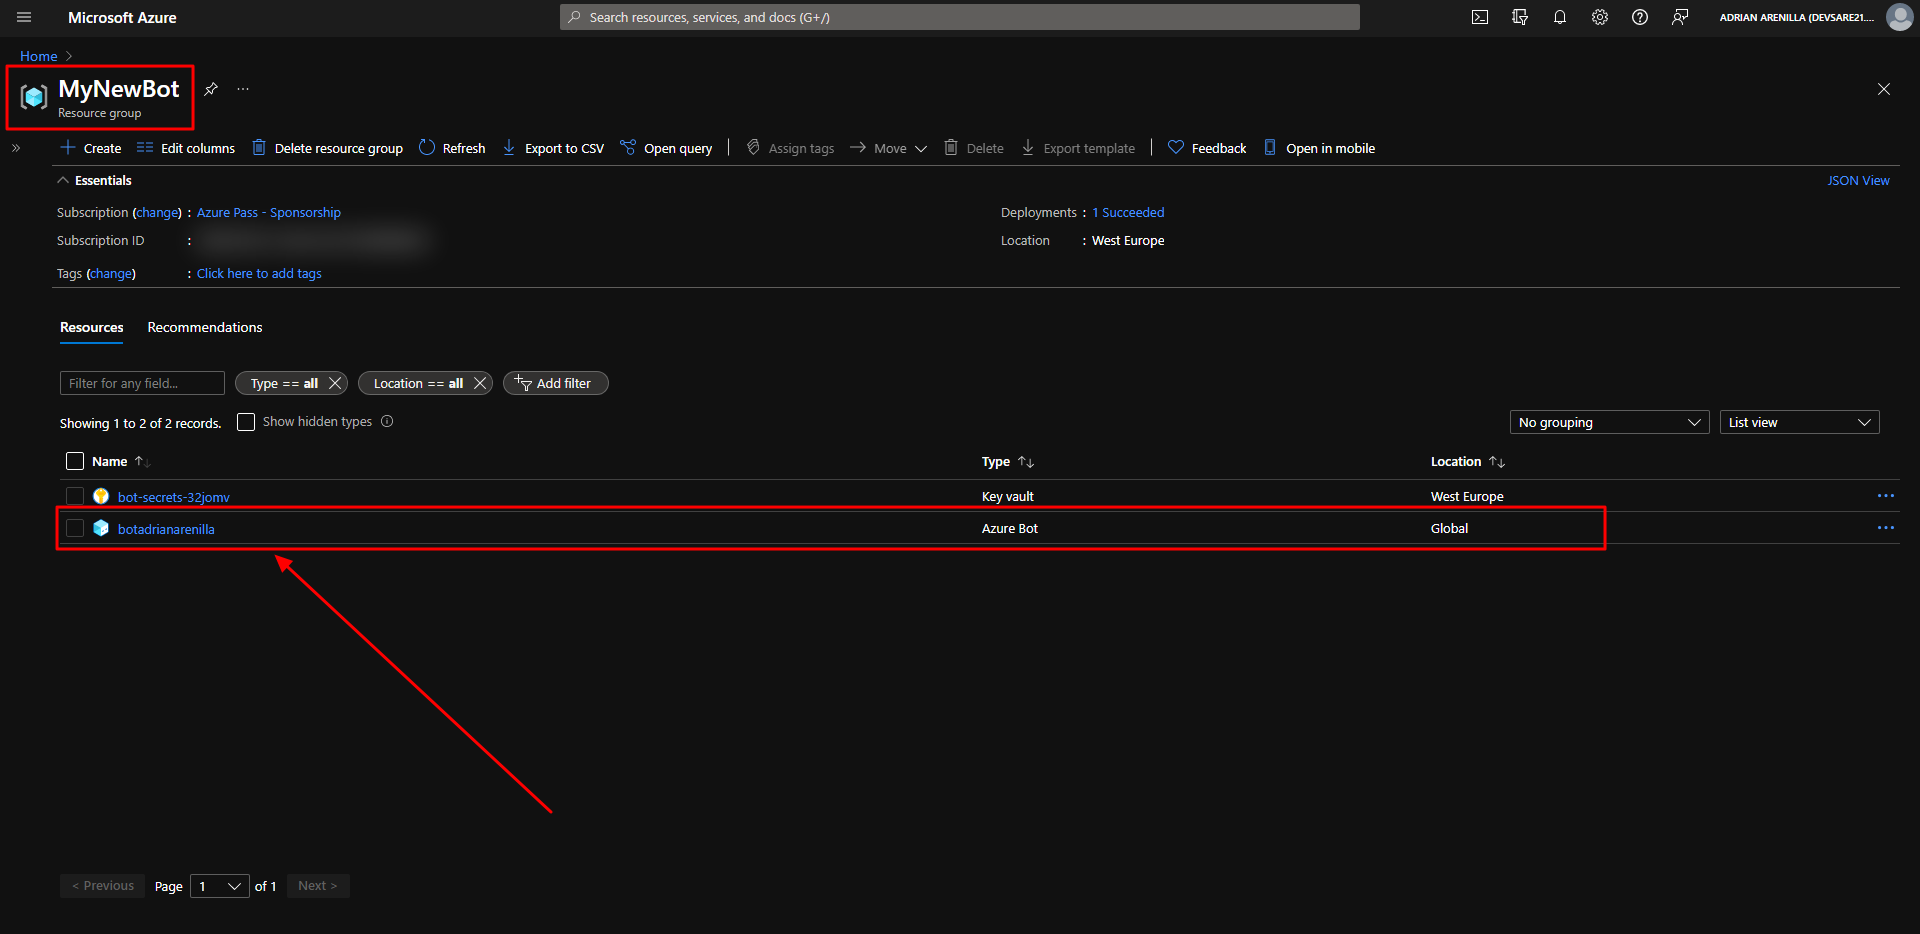 Microsoft Azure
Search resources, services, and docs (G+/)
ADRIAN ARENILLA (DEVSARE21....
Home
MyNewBot
Resource group
Create
Edit columns
Delete resource group
Refresh
Export to CSV
Open query
Assign tags
Move
Delete
Export template
Feedback
Open in mobile
Essentials
JSON View
Subscription (change) : Azure Pass - Sponsorship
Deployments : 1 Succeeded
Subscription ID :
Location : West Europe
Tags (change) : Click here to add tags
Resources
Recommendations
Filter for any field...
Type == all
Location == all
Add filter
Showing 1 to 2 of 2 records.
Show hidden types
No grouping
List view
Name
Type
Location
bot-secrets-32jomv
Key vault
West Europe
botadrianarenilla
Azure Bot
Global
< Previous
Page
1
of 1
Next >